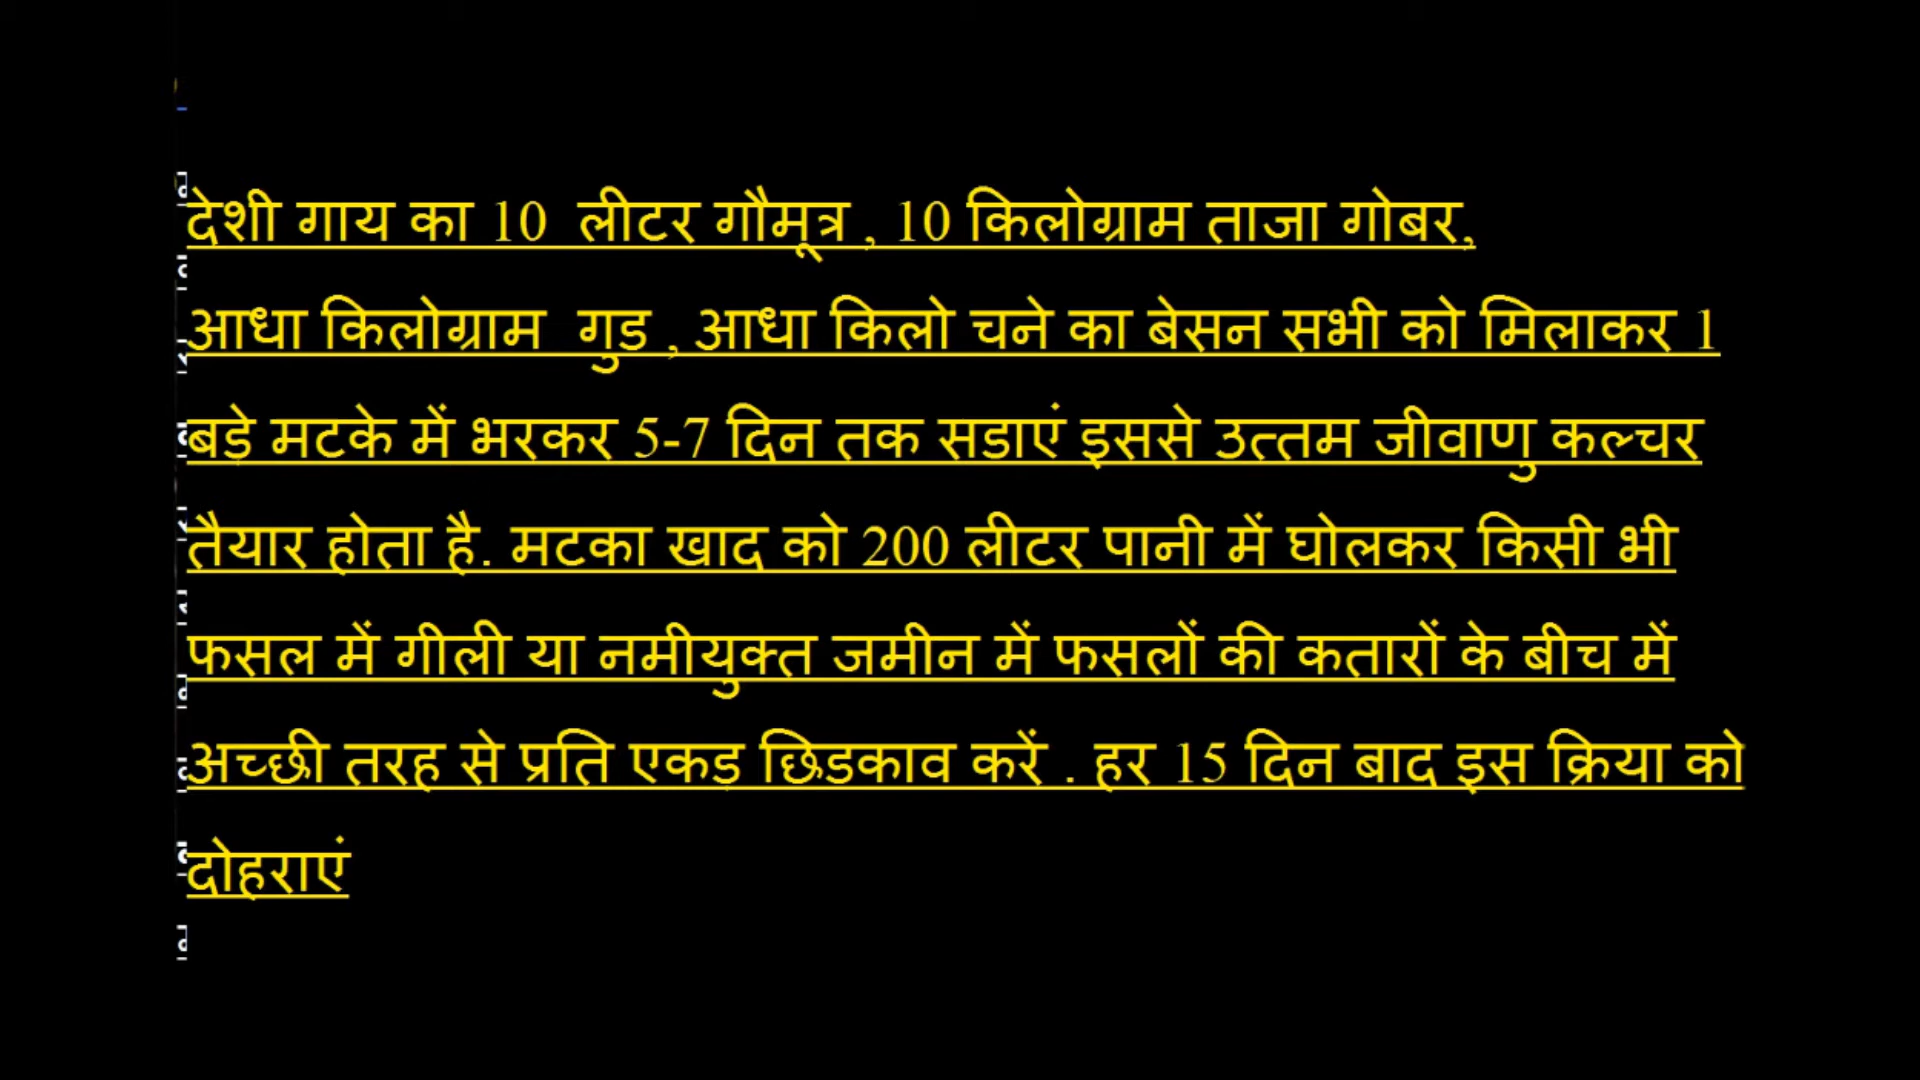 देशी गाय का 10 लीटर गौमूत्र , 10 किलोग्राम ताजा गोबर,
आधा किलोग्राम गुड , आधा किलो चने का बेसन सभी को मिलाकर 1
बड़े मटके में भरकर 5-7 दिन तक सडाएं इससे उत्तम जीवाणु कल्चर
तैयार होता है. मटका खाद को 200 लीटर पानी में घोलकर किसी भी
फसल में गीली या नमीयुक्त जमीन में फसलों की कतारों के बीच में
अच्छी तरह से प्रति एकड़ छिडकाव करें . हर 15 दिन बाद इस क्रिया को
दोहराएं